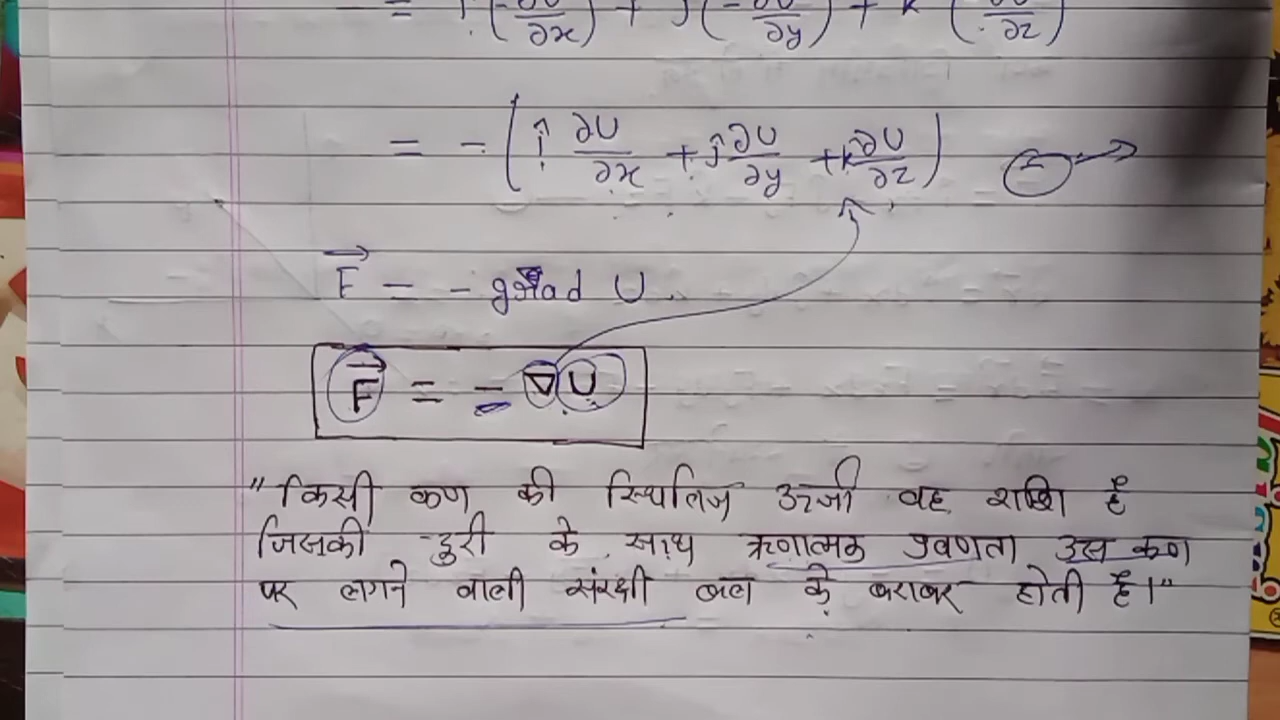 = î(-∂U/∂x) + ĵ(-∂U/∂y) + k̂(-∂U/∂z)
= - (î ∂U/∂x + ĵ ∂U/∂y + k̂ ∂U/∂z)
F⃗ = - grad U
F⃗ = - ∇U
"किसी कण की स्थितिज ऊर्जा वह राशि है
जिसकी दुरी के साथ ऋणात्मक प्रवणता उस कण
पर लगने वाली संरक्षी बल के बराबर होती है।"